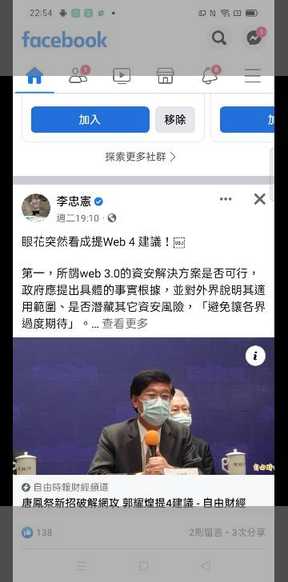 22:54
facebook
1
1
8
加入
移除
加
探索更多社群 >
李忠憲
週二19:10 ·
眼花突然看成提Web 4 建議！OBJ
第一，所謂web 3.0的資安解決方案是否可行，
政府應提出具體的事實根據，並對外界說明其適
用範圍、是否潛藏其它資安風險，「避免讓各界
過度期待」。... 查看更多
自由時報財經頻道
唐鳳祭新招破解網攻 郭耀煌提4建議 - 自由財經
138
2則留言 · 3次分享